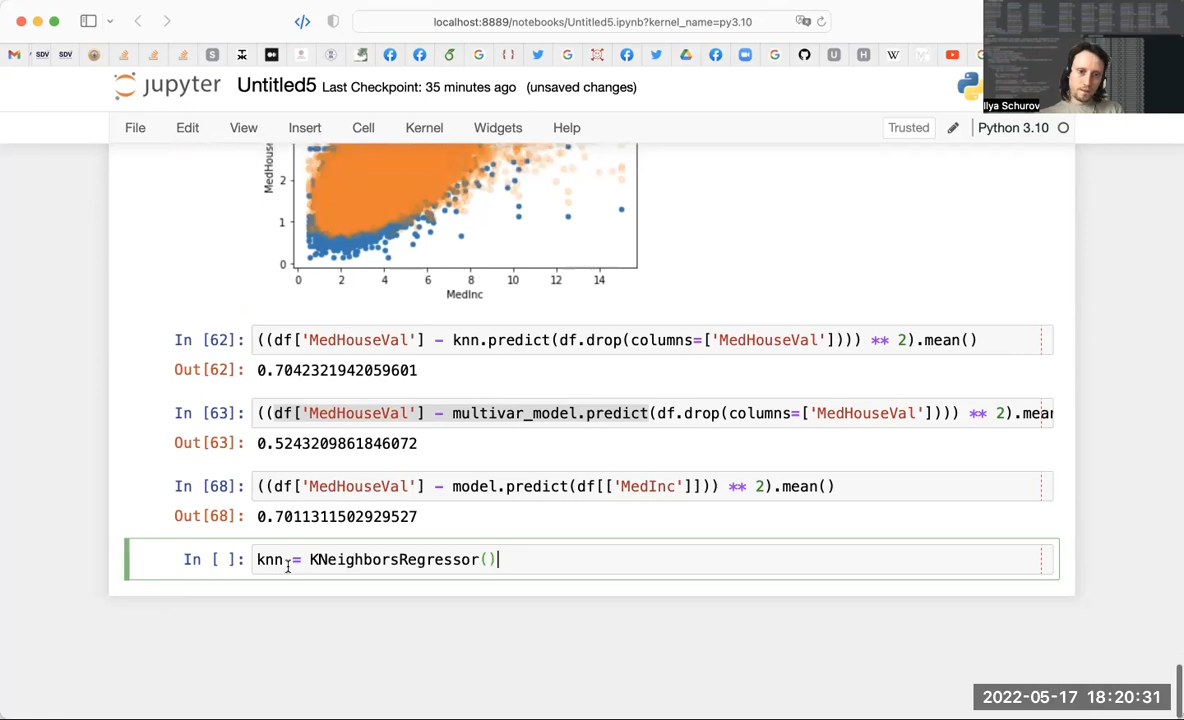 localhost:8889/notebooks/Untitled5.ipynb?kernel_name=py3.10
SDV SDV
Ilya Schurov
jupyter Untitled5 Last Checkpoint: 35 minutes ago (unsaved changes)
File Edit View Insert Cell Kernel Widgets Help Trusted Python 3.10
MedHouse
2
1
0
0 2 4 6 8 10 12 14
MedInc
In [62]: ((df['MedHouseVal'] - knn.predict(df.drop(columns=['MedHouseVal']))) ** 2).mean()
Out[62]: 0.7042321942059601
In [63]: ((df['MedHouseVal'] - multivar_model.predict(df.drop(columns=['MedHouseVal']))) ** 2).mean
Out[63]: 0.5243209861846072
In [68]: ((df['MedHouseVal'] - model.predict(df[['MedInc']])) ** 2).mean()
Out[68]: 0.7011311502929527
In [ ]: knn = KNeighborsRegressor()
2022-05-17 18:20:31